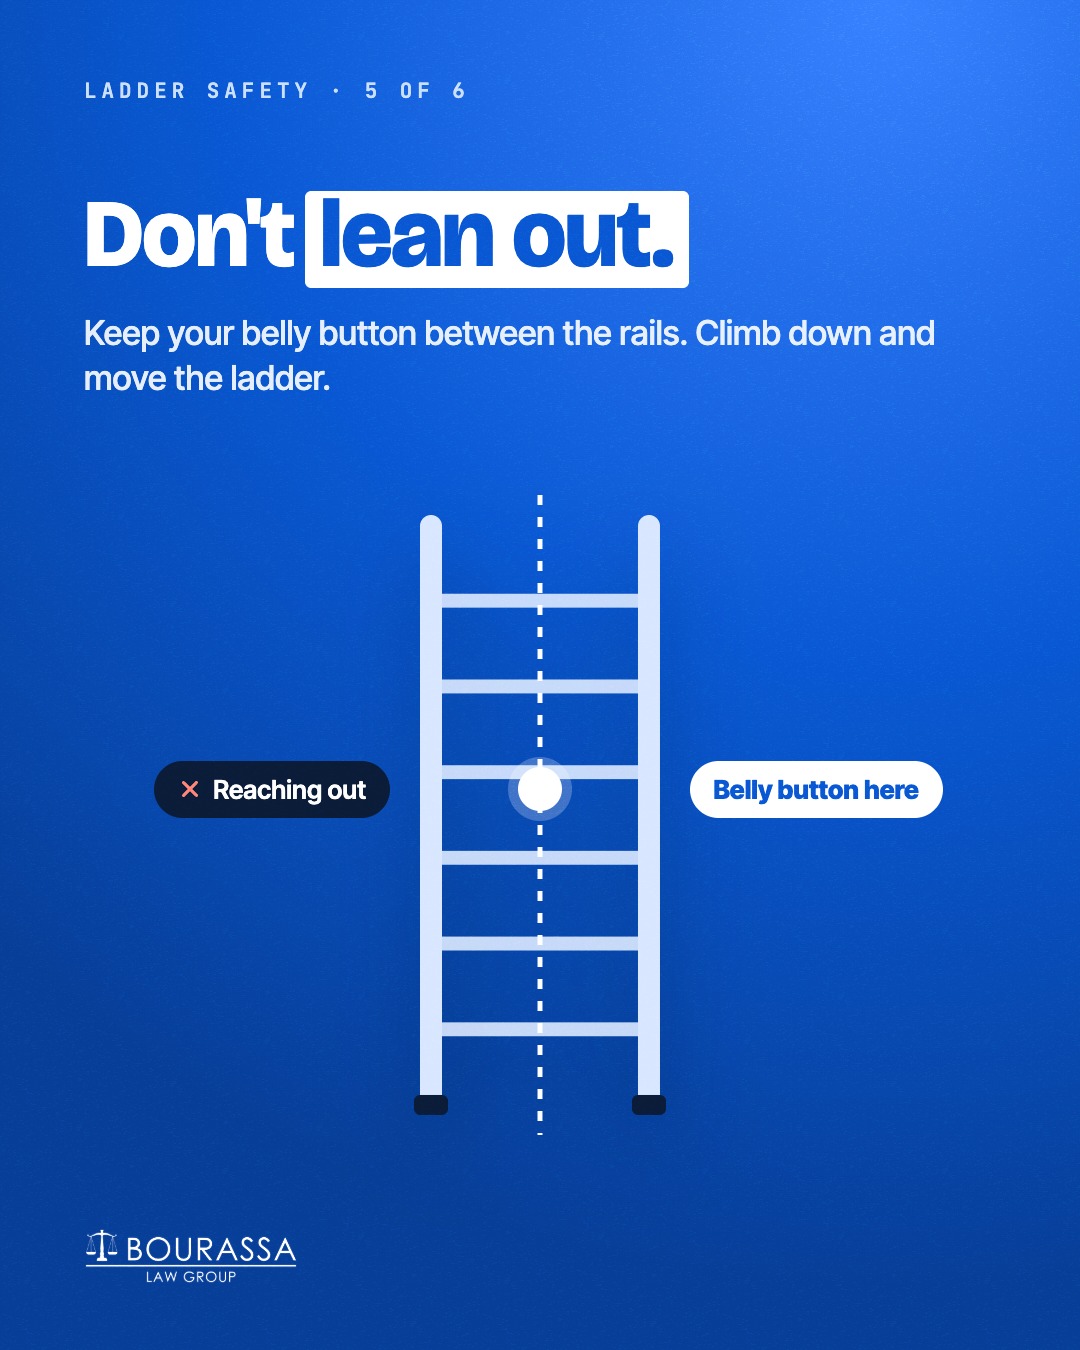 LADDER SAFETY · 5 OF 6
Don't lean out.
Keep your belly button between the rails. Climb down and
move the ladder.
Reaching out
Belly button here
BOURASSA
LAW GROUP